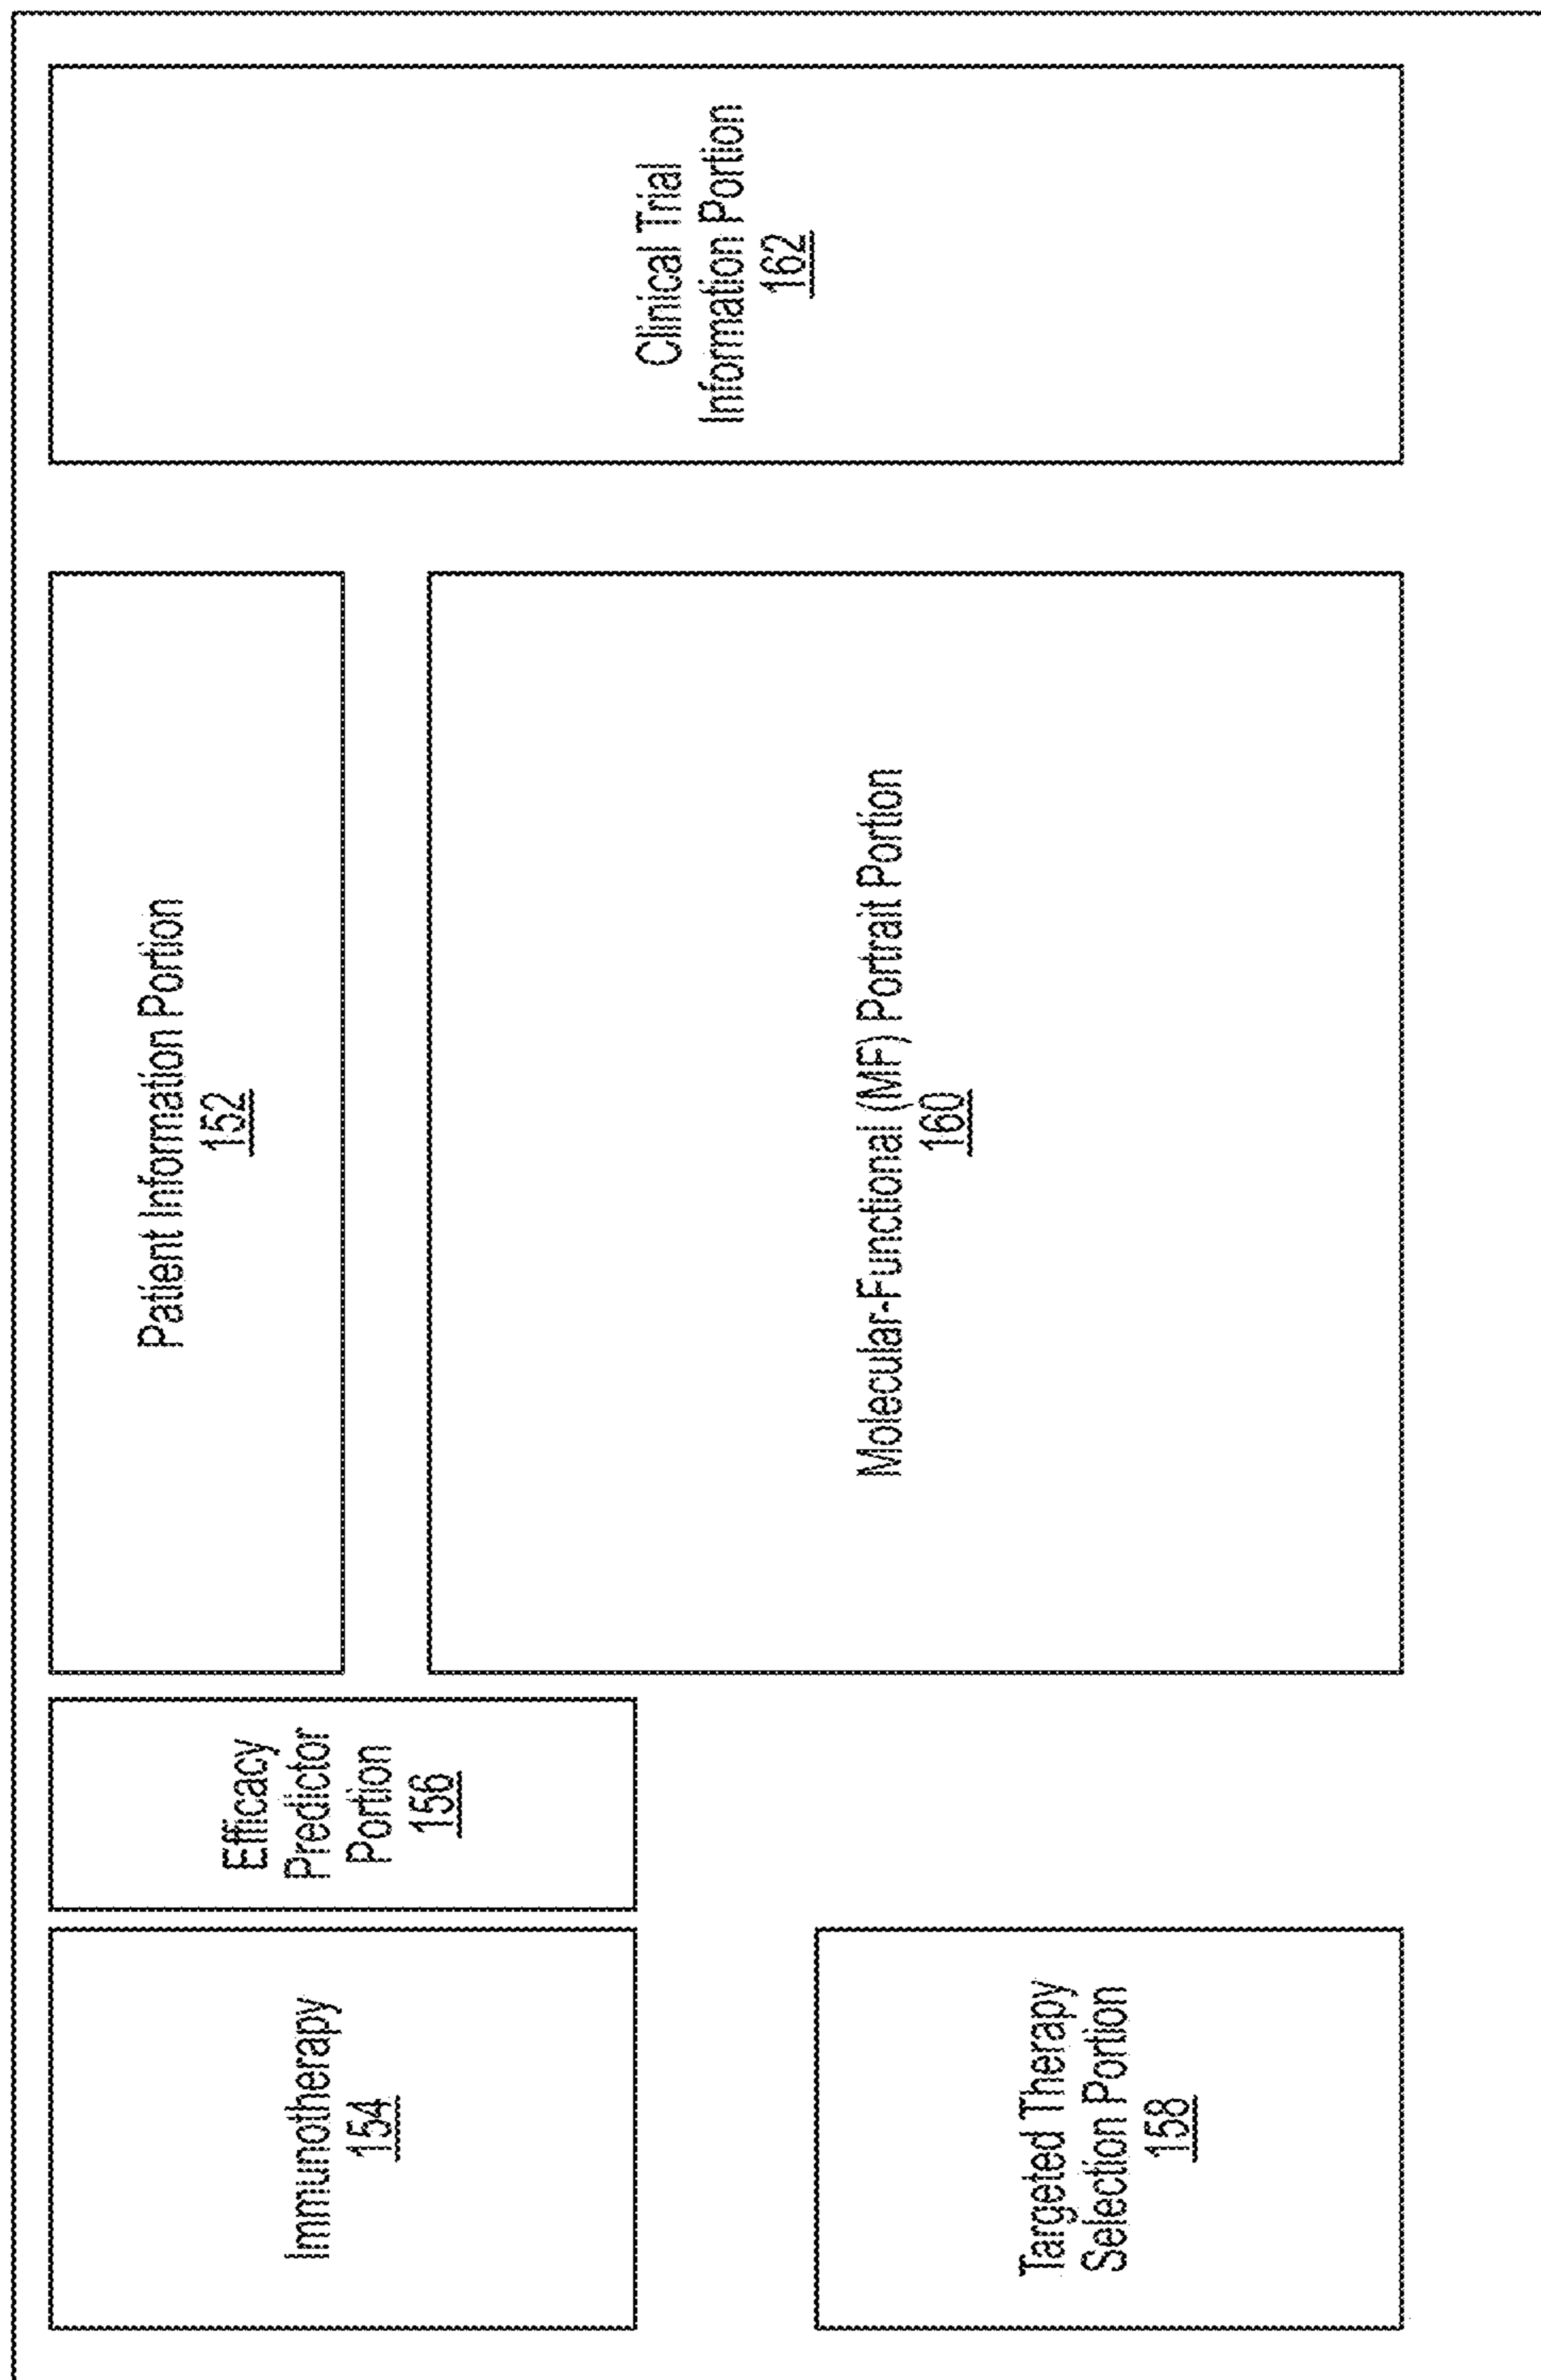 Immunotherapy
154
Efficacy
Predictor
Portion
156
Patient Information Portion
152
Clinical Trial
Information Portion
162
Targeted Therapy
Selection Portion
158
Molecular-Functional (MF) Portrait Portion
160